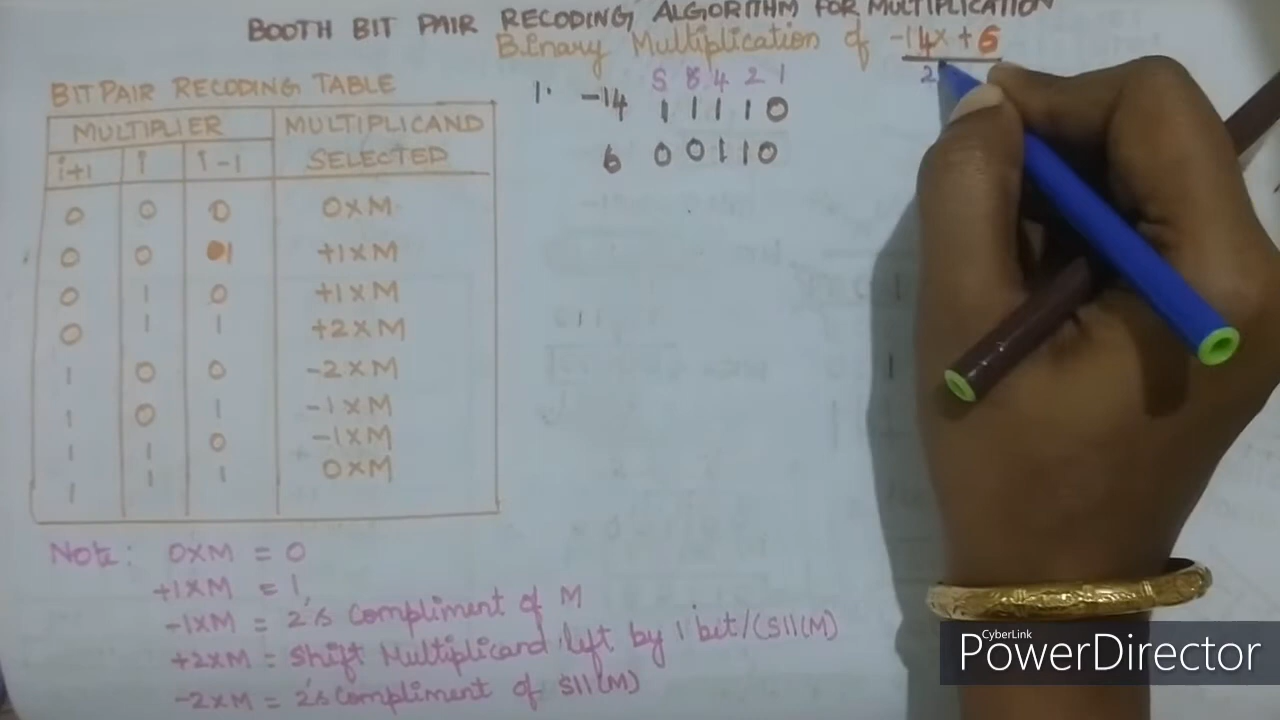 BOOTH BIT PAIR RECODING ALGORITHM FOR MULTIPLICATION
Binary Multiplication of -14x+6
2
BIT PAIR RECODING TABLE
MULTIPLIER MULTIPLICAND SELECTED
i+1 i i-1
0 0 0 0XM
0 0 1 +1XM
0 1 0 +1XM
0 1 1 +2XM
1 0 0 -2XM
1 0 1 -1XM
1 1 0 -1XM
1 1 1 0XM
5 8 4 2 1
1. -14 1 1 1 1 0
6 0 0 1 1 0
Note: 0XM = 0
+1XM = 1
-1XM = 2's compliment of M
+2XM = Shift Multiplicard left by 1 bit/(S11(M)
-2XM = 2's compliment of S11(M)
CyberLink
PowerDirector